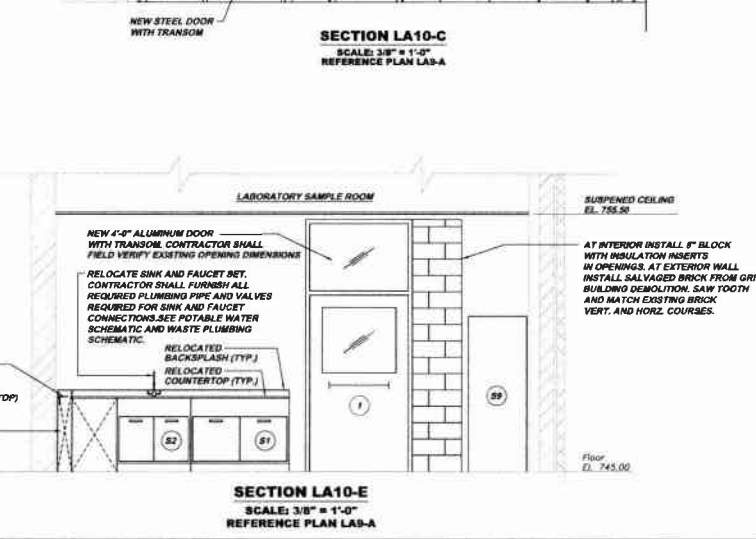 NEW STEEL DOOR
WITH TRANSOM
SECTION LA10-C
SCALE: 3/8" = 1'-0"
REFERENCE PLAN LA9-A
LABORATORY SAMPLE ROOM
SUSPENED CEILING
EL. 755.50
NEW 4'-0" ALUMINUM DOOR
WITH TRANSOM. CONTRACTOR SHALL
FIELD VERIFY EXISTING OPENING DIMENSIONS
AT INTERIOR INSTALL 8" BLOCK
WITH INSULATION INSERTS
IN OPENINGS. AT EXTERIOR WALL
INSTALL SALVAGED BRICK FROM GRI
BUILDING DEMOLITION. SAW TOOTH
AND MATCH EXISTING BRICK
VERT. AND HORZ. COURSES.
RELOCATE SINK AND FAUCET SET.
CONTRACTOR SHALL FURNISH ALL
REQUIRED PLUMBING PIPE AND VALVES
REQUIRED FOR SINK AND FAUCET
CONNECTIONS.SEE POTABLE WATER
SCHEMATIC AND WASTE PLUMBING
SCHEMATIC.
RELOCATED
BACKSPLASH (TYP.)
RELOCATED
COUNTERTOP (TYP.)
TOP)
1
S9
S2
S1
Floor
EL. 745.00
SECTION LA10-E
SCALE: 3/8" = 1'-0"
REFERENCE PLAN LA9-A